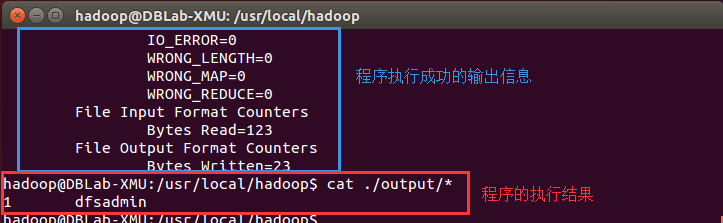 hadoop@DBLab-XMU: /usr/local/hadoop
IO_ERROR=0
WRONG_LENGTH=0
WRONG_MAP=0
WRONG_REDUCE=0
File Input Format Counters
Bytes Read=123
File Output Format Counters
Bytes Written=23
程序执行成功的输出信息
hadoop@DBLab-XMU:/usr/local/hadoop$ cat ./output/*
1 dfsadmin
程序的执行结果
hadoop@DBLab-XMU:/usr/local/hadoop$